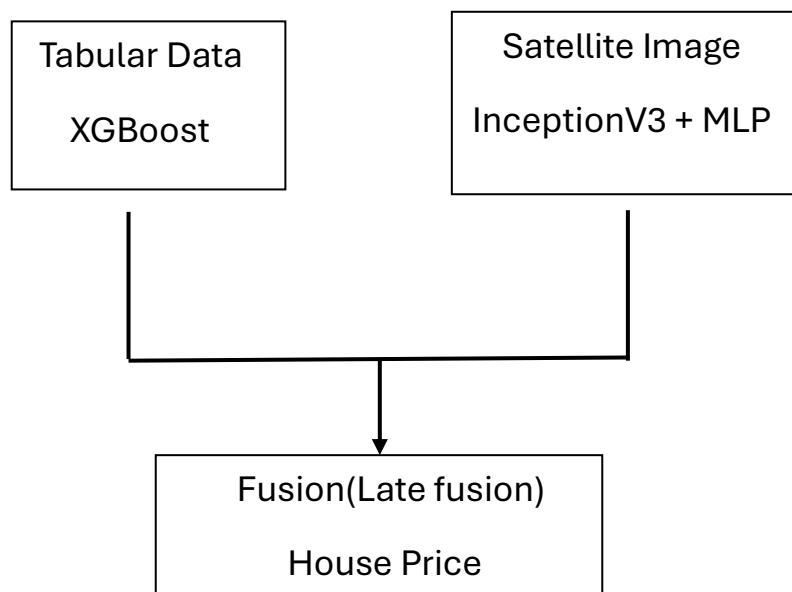 Tabular Data
XGBoost
Satellite Image
InceptionV3 + MLP
Fusion(Late fusion)
House Price